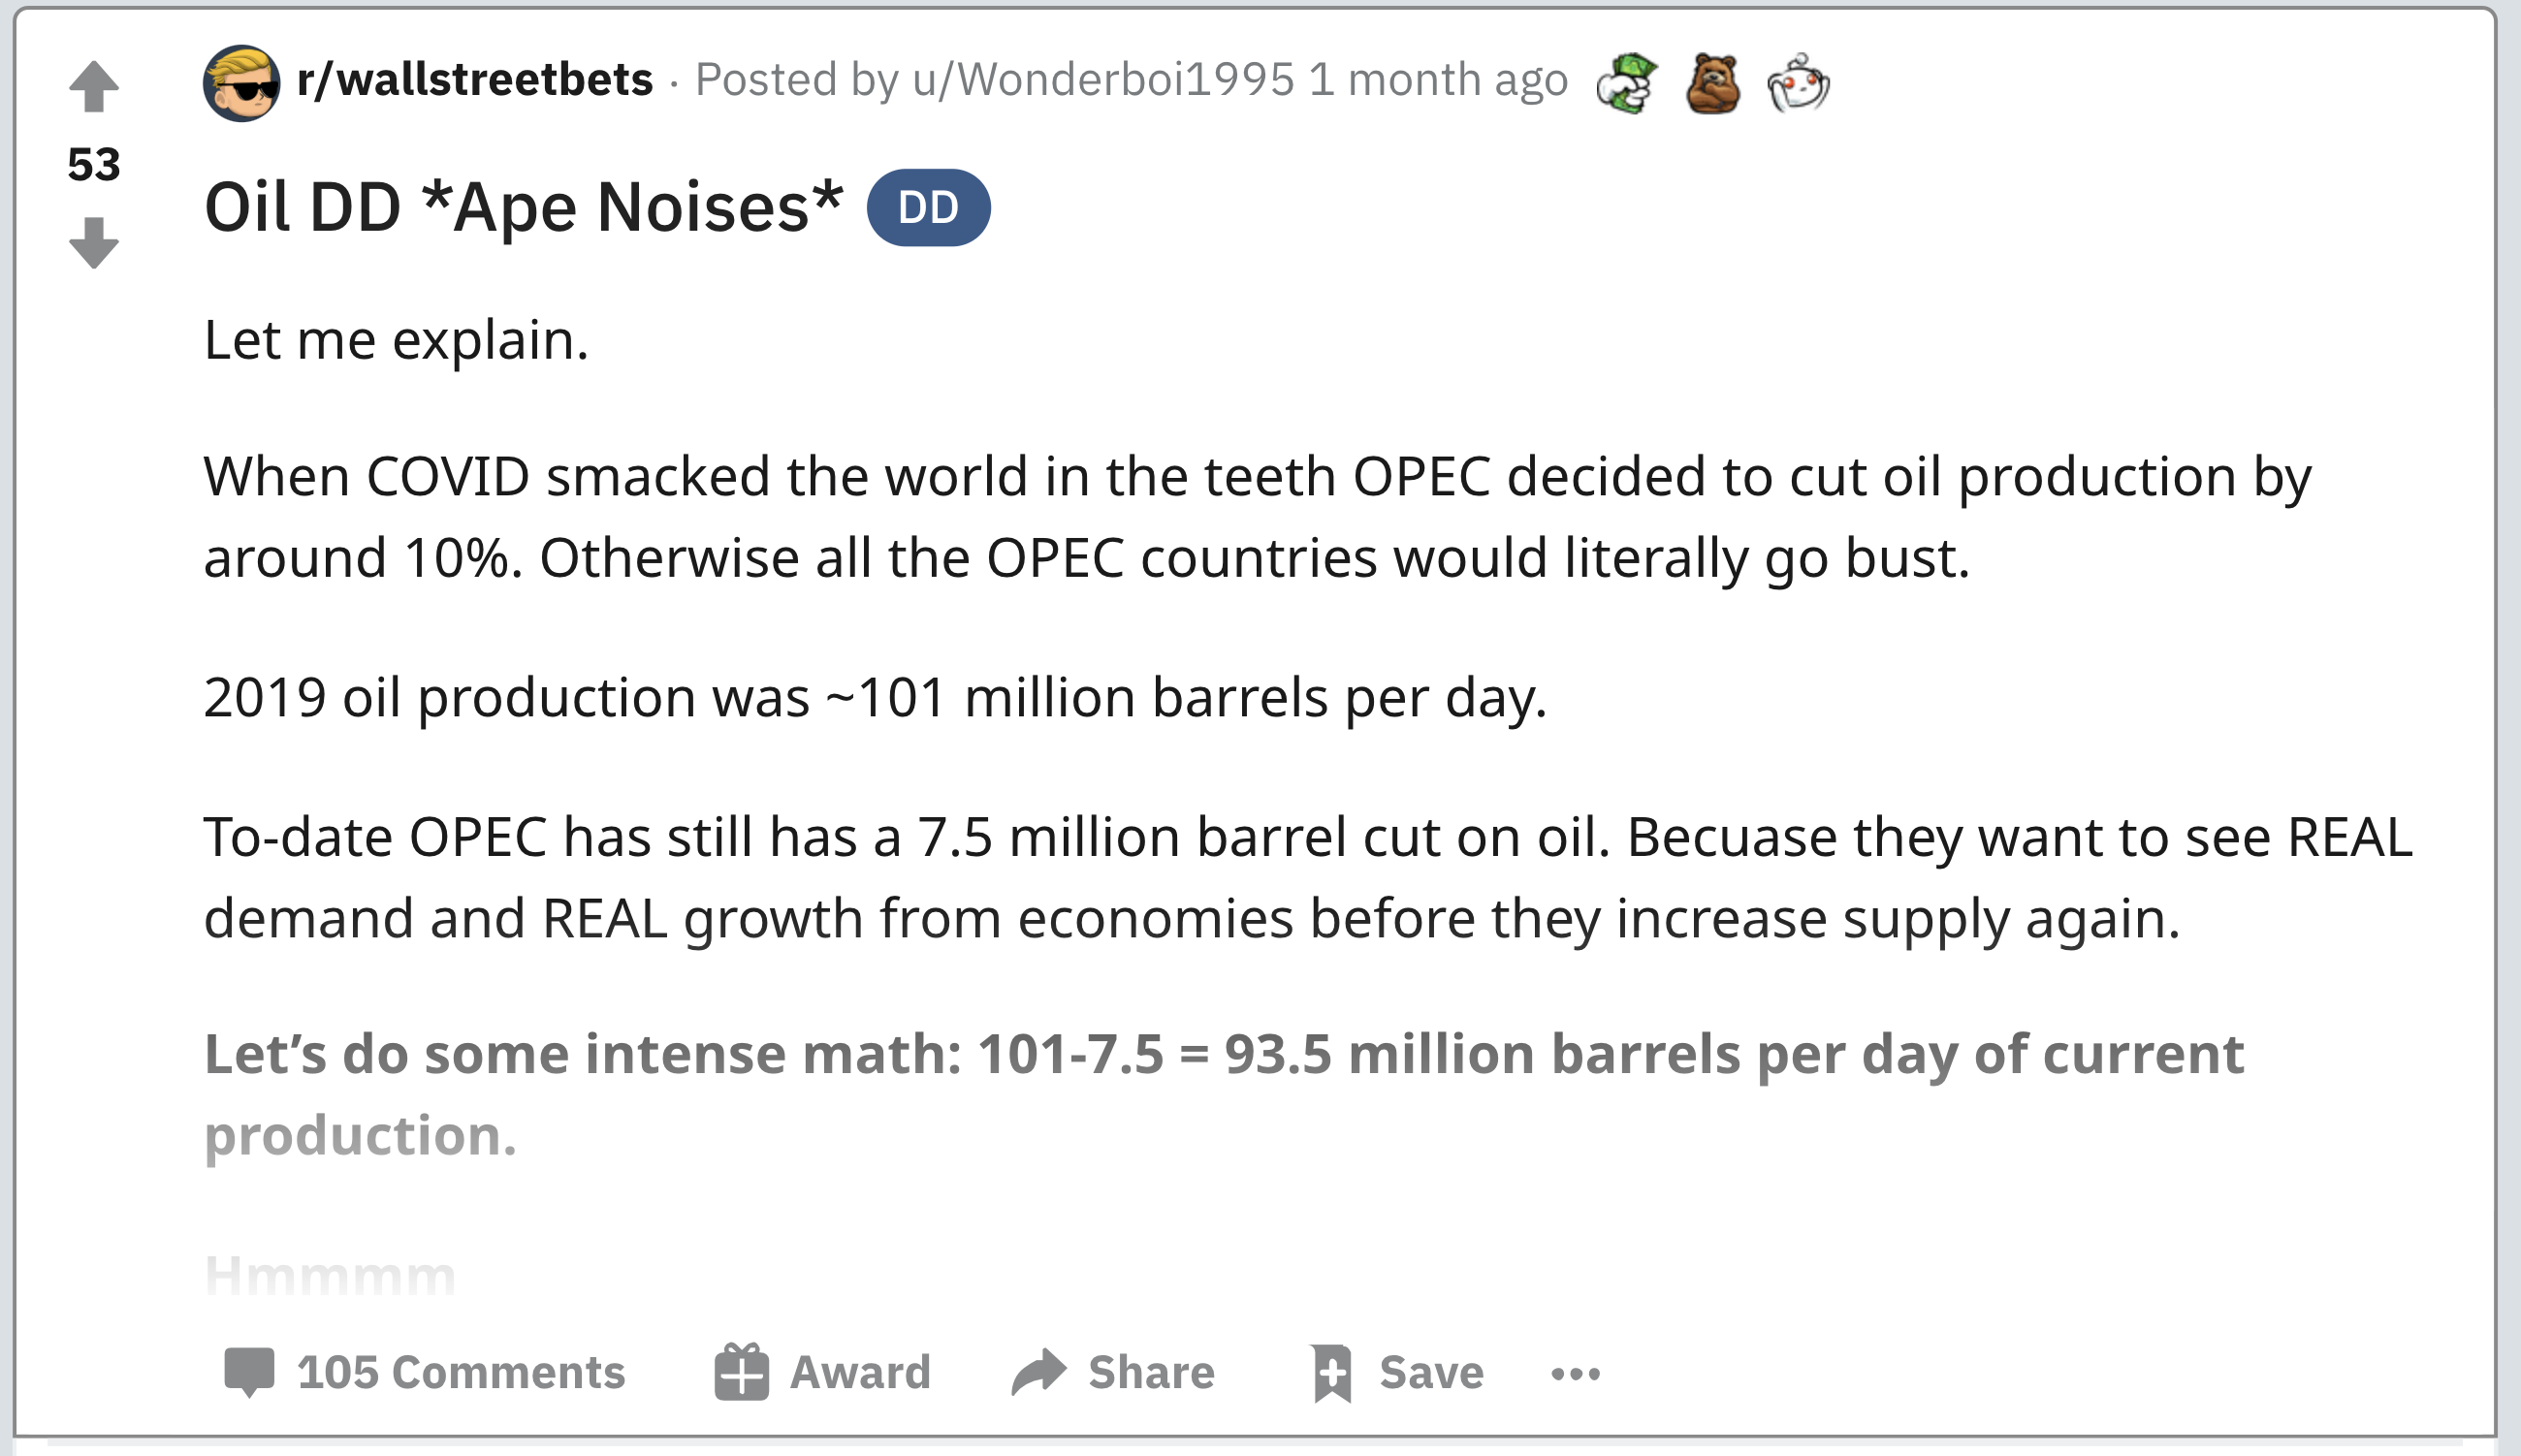 r/wallstreetbets · Posted by u/Wonderboi1995 1 month ago
53
Oil DD *Ape Noises* DD
Let me explain.
When COVID smacked the world in the teeth OPEC decided to cut oil production by
around 10%. Otherwise all the OPEC countries would literally go bust.
2019 oil production was ~101 million barrels per day.
To-date OPEC has still has a 7.5 million barrel cut on oil. Becuase they want to see REAL
demand and REAL growth from economies before they increase supply again.
Let’s do some intense math: 101-7.5 = 93.5 million barrels per day of current
production.
Hmmmm
105 Comments Award Share Save ...